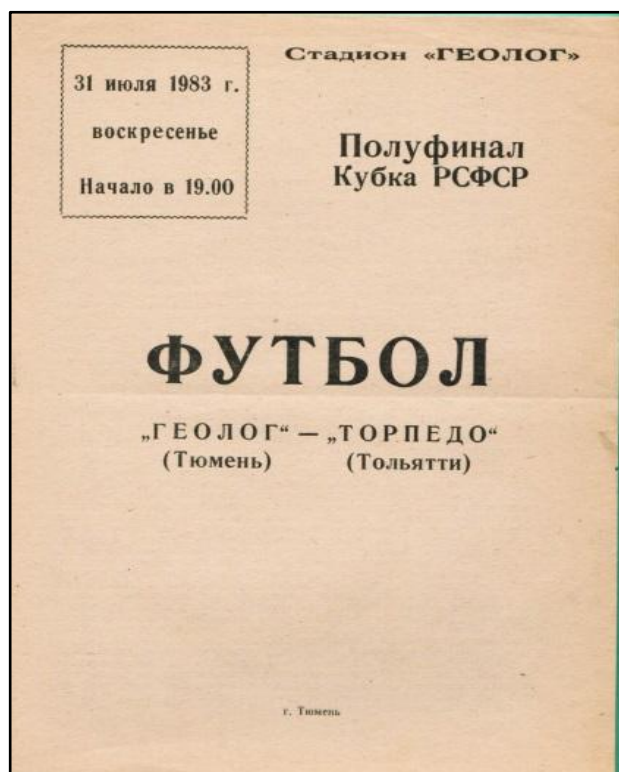 Стадион «ГЕОЛОГ»
31 июля 1983 г.
воскресенье
Начало в 19.00
Полуфинал
Кубка РСФСР
ФУТБОЛ
„ГЕОЛОГ“ — „ТОРПЕДО“
(Тюмень) (Тольятти)
г. Тюмень